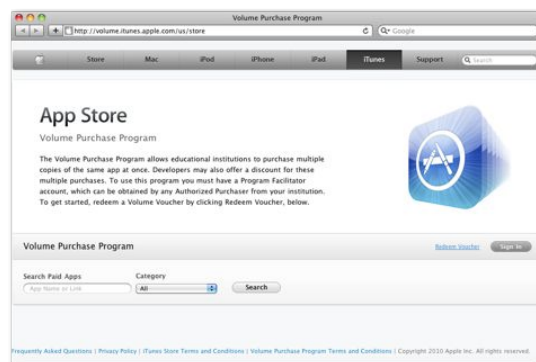 Volume Purchase Program
http://volume.itunes.apple.com/us/store
Google
Store Mac iPod iPhone iPad iTunes Support Search
App Store
Volume Purchase Program
The Volume Purchase Program allows educational institutions to purchase multiple
copies of the same app at once. Developers may also offer a discount for these
multiple purchases. To use this program you must have a Program Facilitator
account, which can be obtained by any Authorized Purchaser from your institution.
To get started, redeem a Volume Voucher by clicking Redeem Voucher, below.
Volume Purchase Program Redeem Voucher Sign In
Search Paid Apps Category
App Name or Link All Search
Frequently Asked Questions | Privacy Policy | iTunes Store Terms and Conditions | Volume Purchase Program Terms and Conditions | Copyright 2010 Apple Inc. All rights reserved.